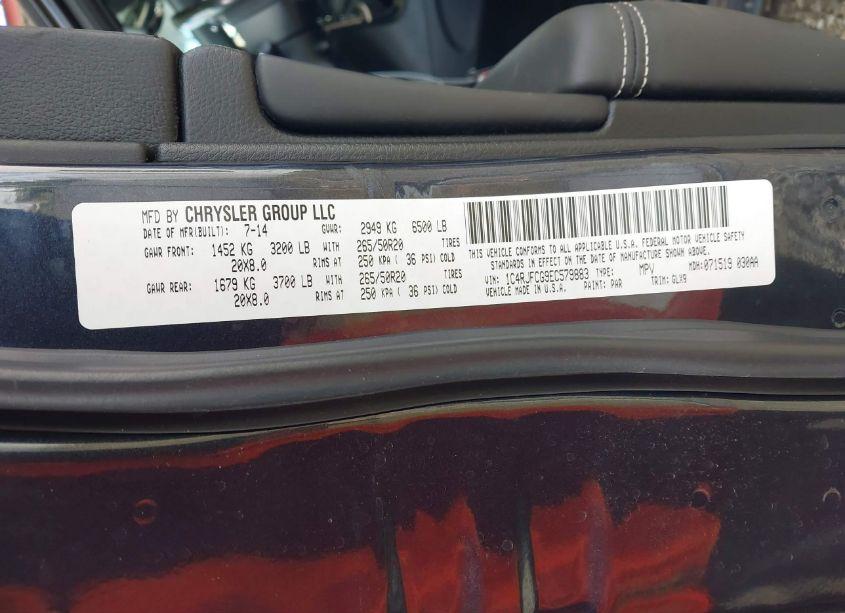 MFD BY CHRYSLER GROUP LLC
DATE OF MFR(BUILT): 7-14 GVWR: 2949 KG 6500 LB
GAWR FRONT: 1452 KG 3200 LB WITH 265/50R20 TIRES
20X8.0 RIMS AT 250 KPA ( 36 PSI) COLD
GAWR REAR: 1679 KG 3700 LB WITH 265/50R20 TIRES
20X8.0 RIMS AT 250 KPA ( 36 PSI) COLD
THIS VEHICLE CONFORMS TO ALL APPLICABLE U.S.A. FEDERAL MOTOR VEHICLE SAFETY
STANDARDS IN EFFECT ON THE DATE OF MANUFACTURE SHOWN ABOVE.
VIN: 1C4RJFCG9EC579883 TYPE: MPV MDH:071519 030AA
VEHICLE MADE IN U.S.A. PAINT: PAR TRIM: GLX9